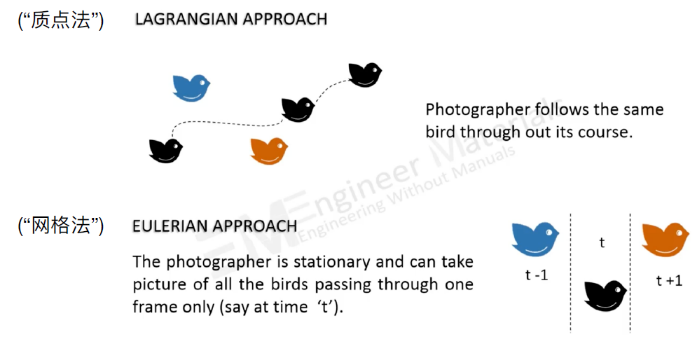 (“质点法”) LAGRANGIAN APPROACH
Photographer follows the same
bird through out its course.
Engineer Materials
Engineering Without Manuals
(“网格法”) EULERIAN APPROACH
The photographer is stationary and can take
picture of all the birds passing through one
frame only (say at time ‘t’).
t -1
t
t +1